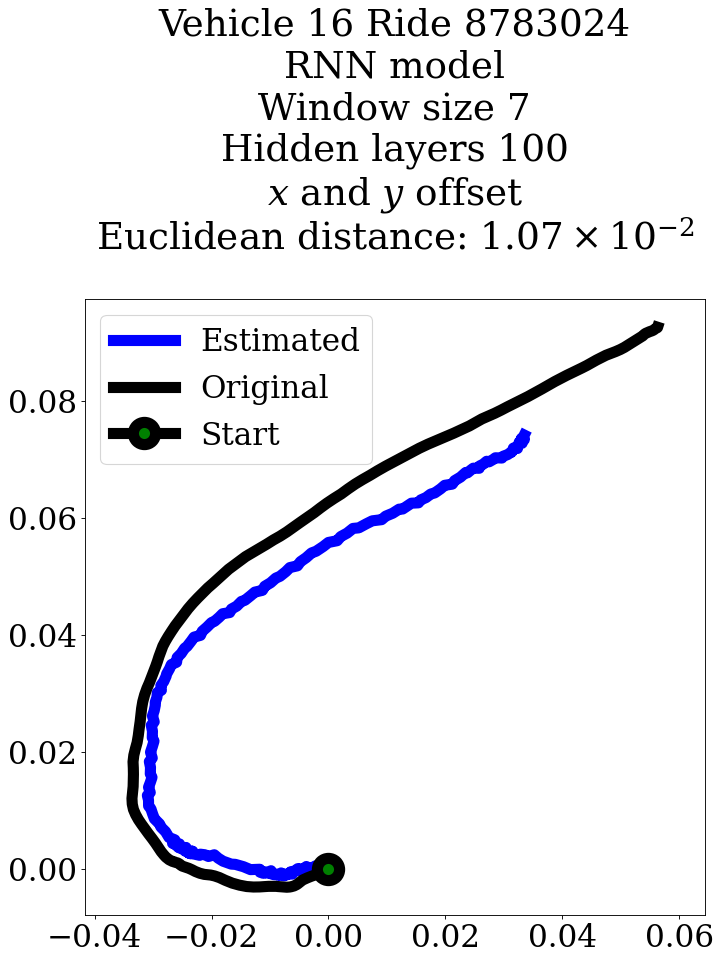 Vehicle 16 Ride 8783024
RNN model
Window size 7
Hidden layers 100
x and y offset
Euclidean distance: 1.07 × 10⁻²
Estimated
Original
Start
0.08
0.06
0.04
0.02
0.00
−0.04 −0.02 0.00 0.02 0.04 0.06